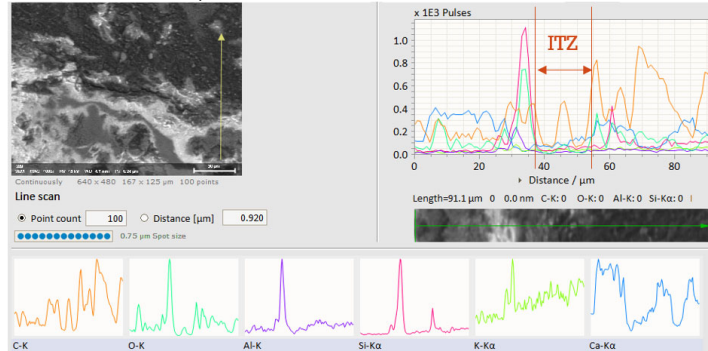 x 1E3 Pulses
ITZ
1.0
0.8
0.6
0.4
0.2
0.0
0 20 40 60 80
Distance / µm
Continuously 640 x 480 167 x 125 µm 100 points
Line scan
Point count 100 Distance [µm] 0.920
0.75 µm Spot size
Length=91.1 µm 0 0.0 nm C-K: 0 O-K: 0 Al-K: 0 Si-Kα: 0
C-K O-K Al-K Si-Kα K-Kα Ca-Kα